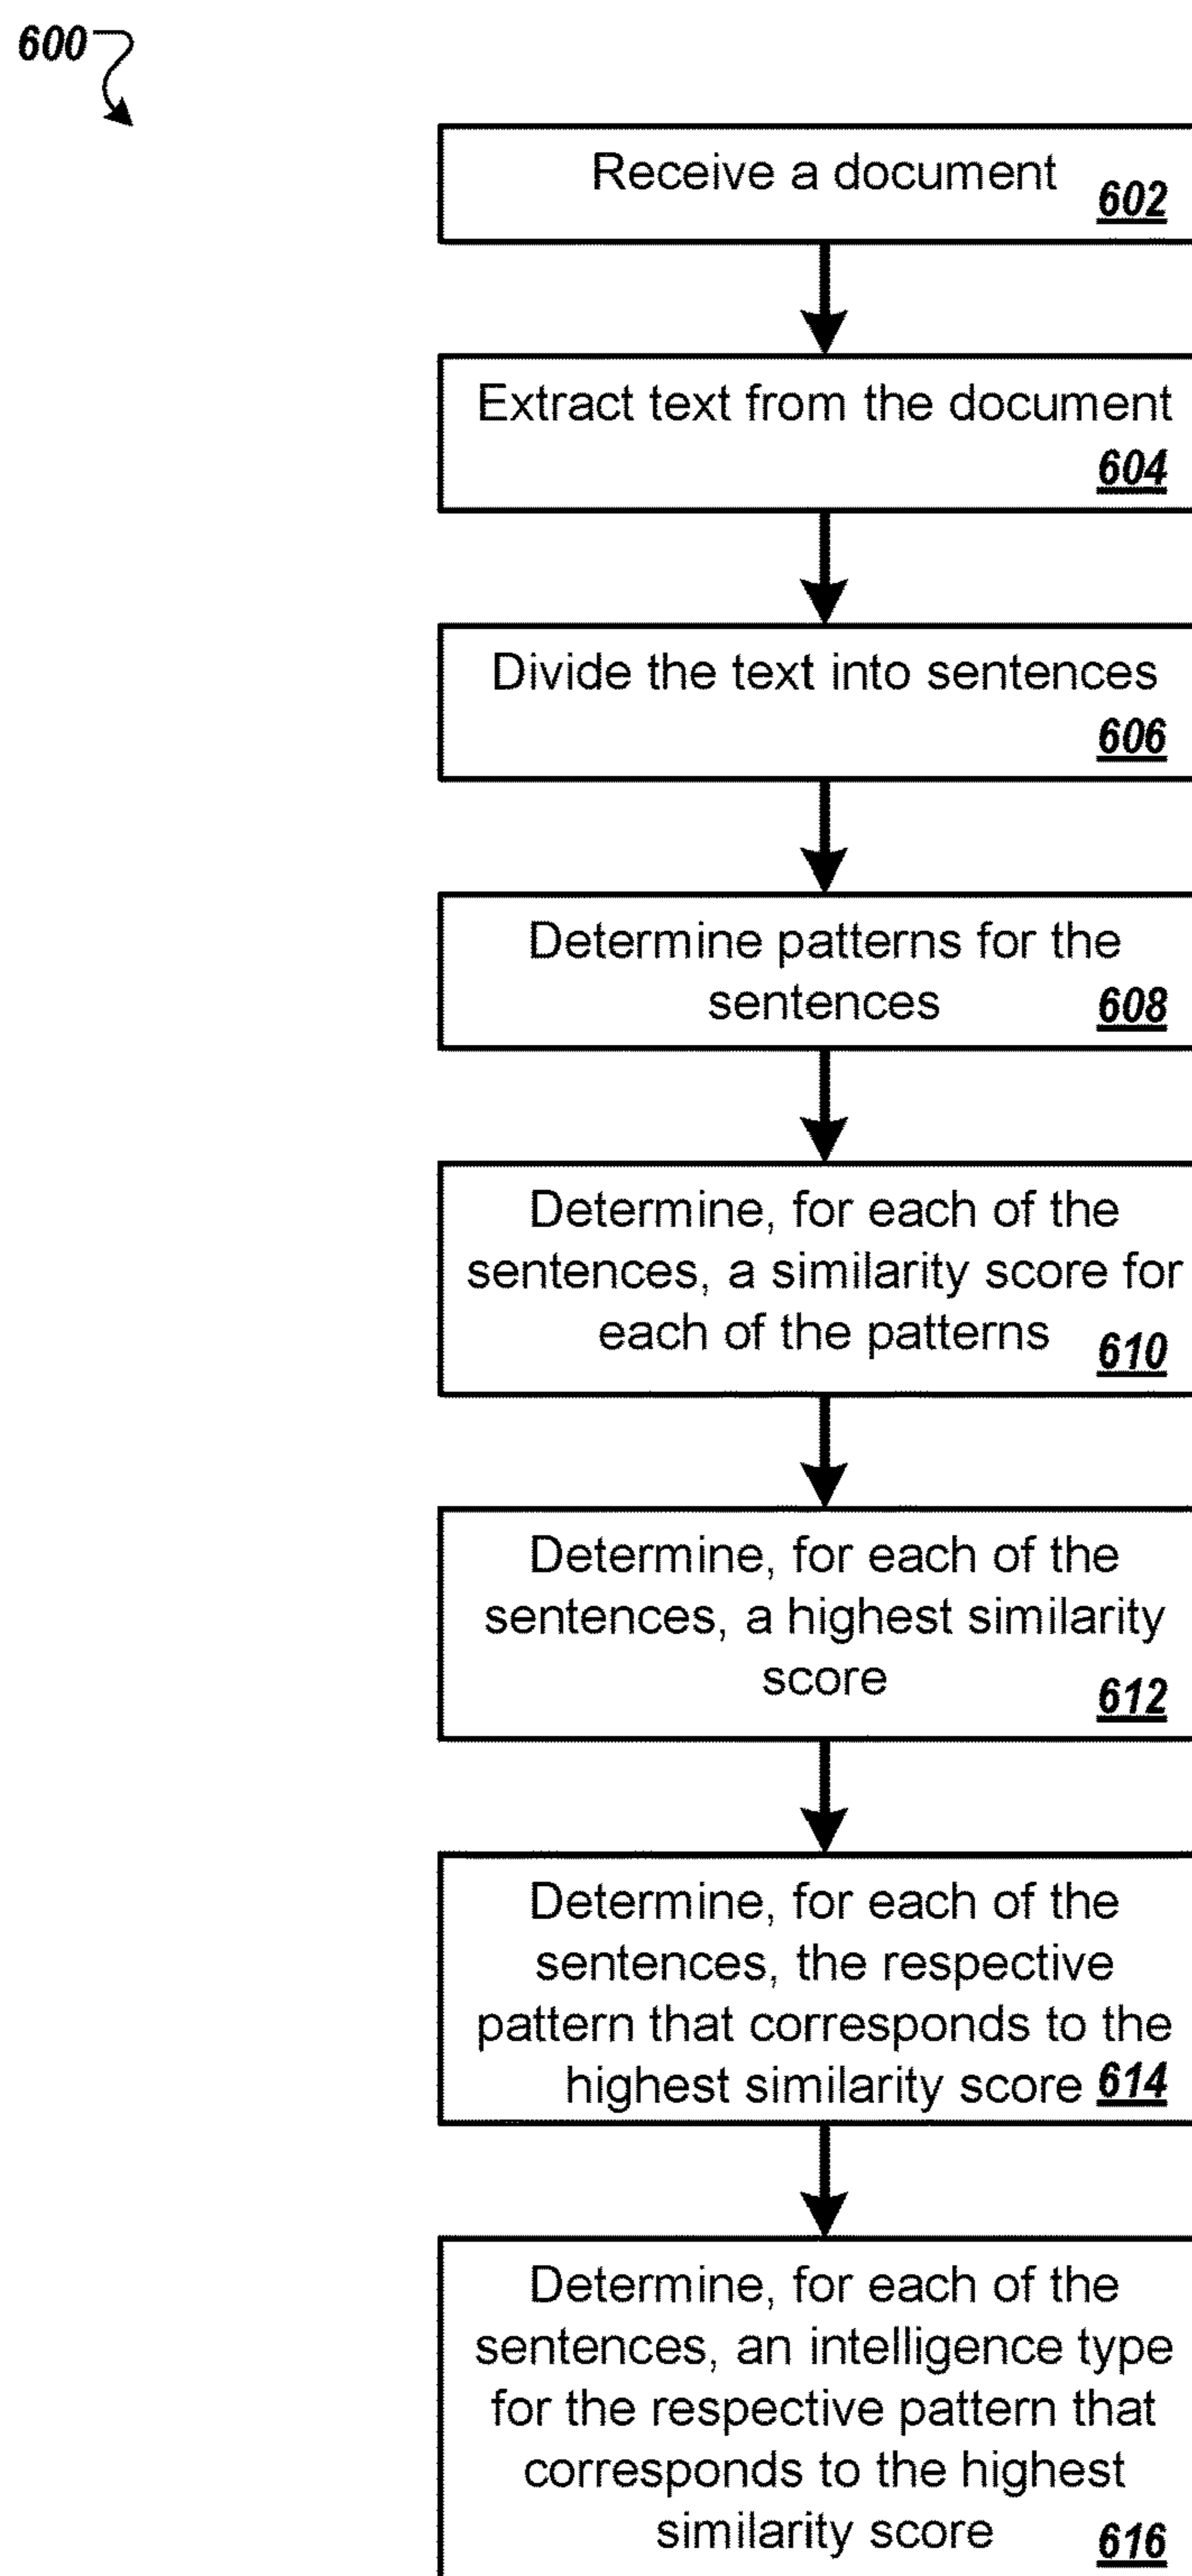 600
Receive a document
602
Extract text from the document
604
Divide the text into sentences
606
Determine patterns for the
sentences
608
Determine, for each of the
sentences, a similarity score for
each of the patterns
610
Determine, for each of the
sentences, a highest similarity
score
612
Determine, for each of the
sentences, the respective
pattern that corresponds to the
highest similarity score
614
Determine, for each of the
sentences, an intelligence type
for the respective pattern that
corresponds to the highest
similarity score
616